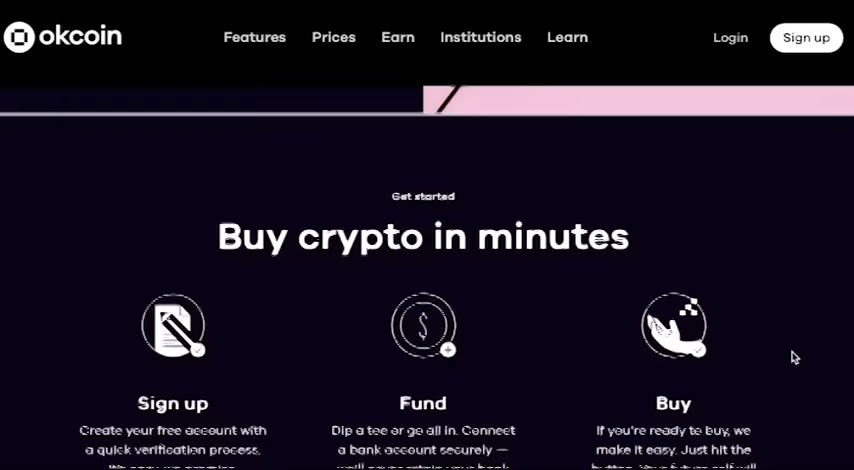 okcoin
Features Prices Earn Institutions Learn
Login Sign up
Get started
Buy crypto in minutes
Sign up
Create your free account with
a quick verification process.
Fund
Dip a toe or go all in. Connect
a bank account securely —
Buy
If you're ready to buy, we
make it easy. Just hit the